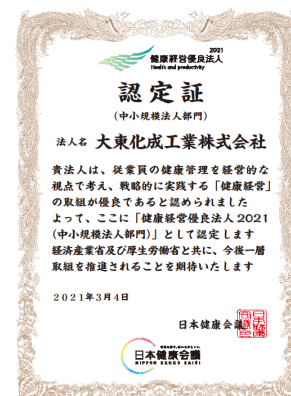 2021
健康経営優良法人
Health and productivity
認定証
(中小規模法人部門)
法人名 大東化成工業株式会社
貴法人は、従業員の健康管理を経営的な
視点で考え、戦略的に実践する「健康経営」
の取組が優良であると認められました
よって、ここに「健康経営優良法人2021
(中小規模法人部門)」として認定します
経済産業省及び厚生労働省と共に、今後一層
取組を推進されることを期待いたします
2021年3月4日
日本健康会議
日本健康会議
NIPPON KENKO KAIGI